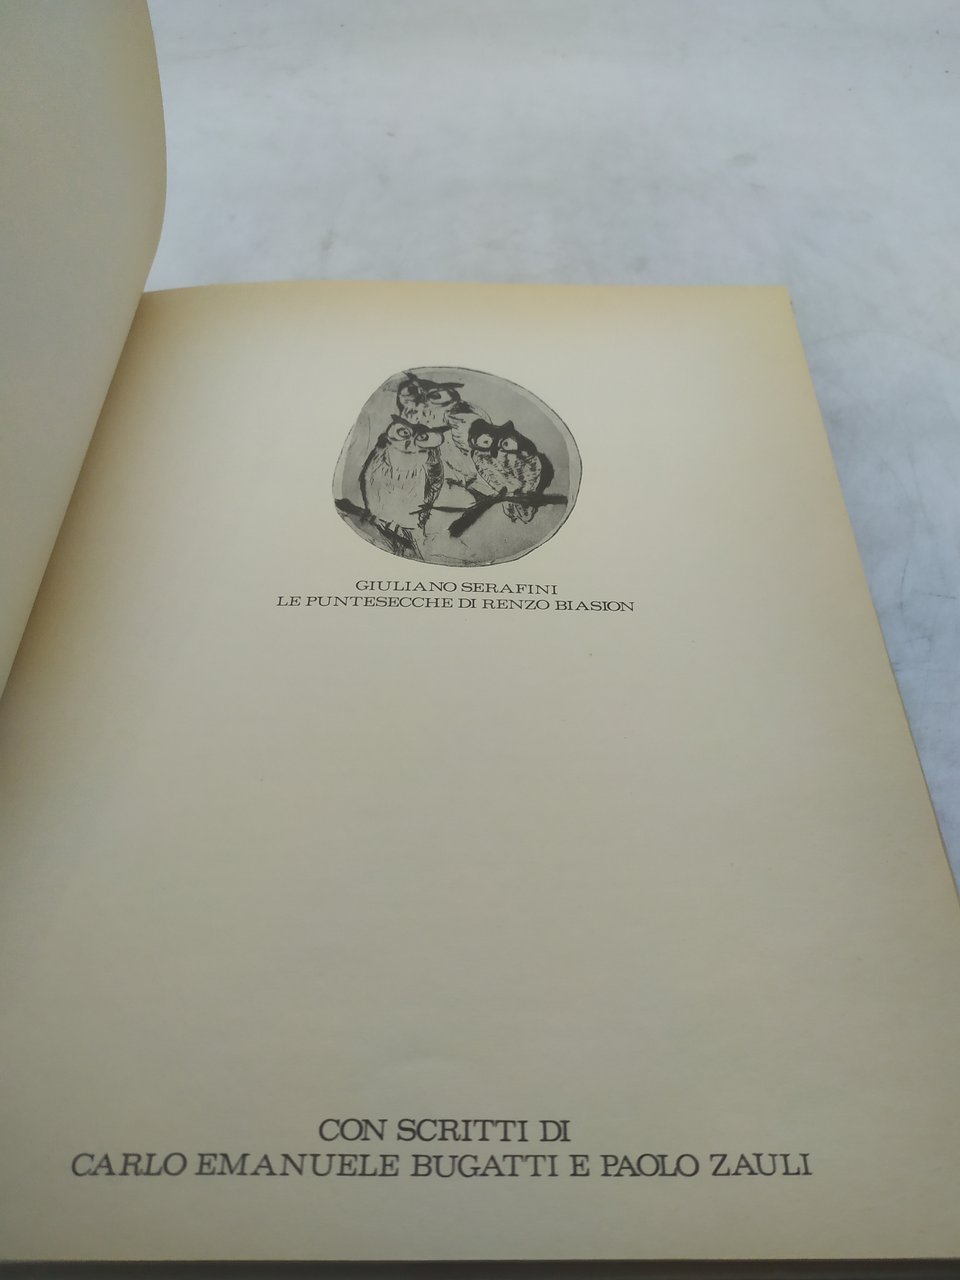 GIULIANO SERAFINI
LE PUNTESECCHE DI RENZO BIASION
CON SCRITTI DI
CARLO EMANUELE BUGATTI E PAOLO ZAULI